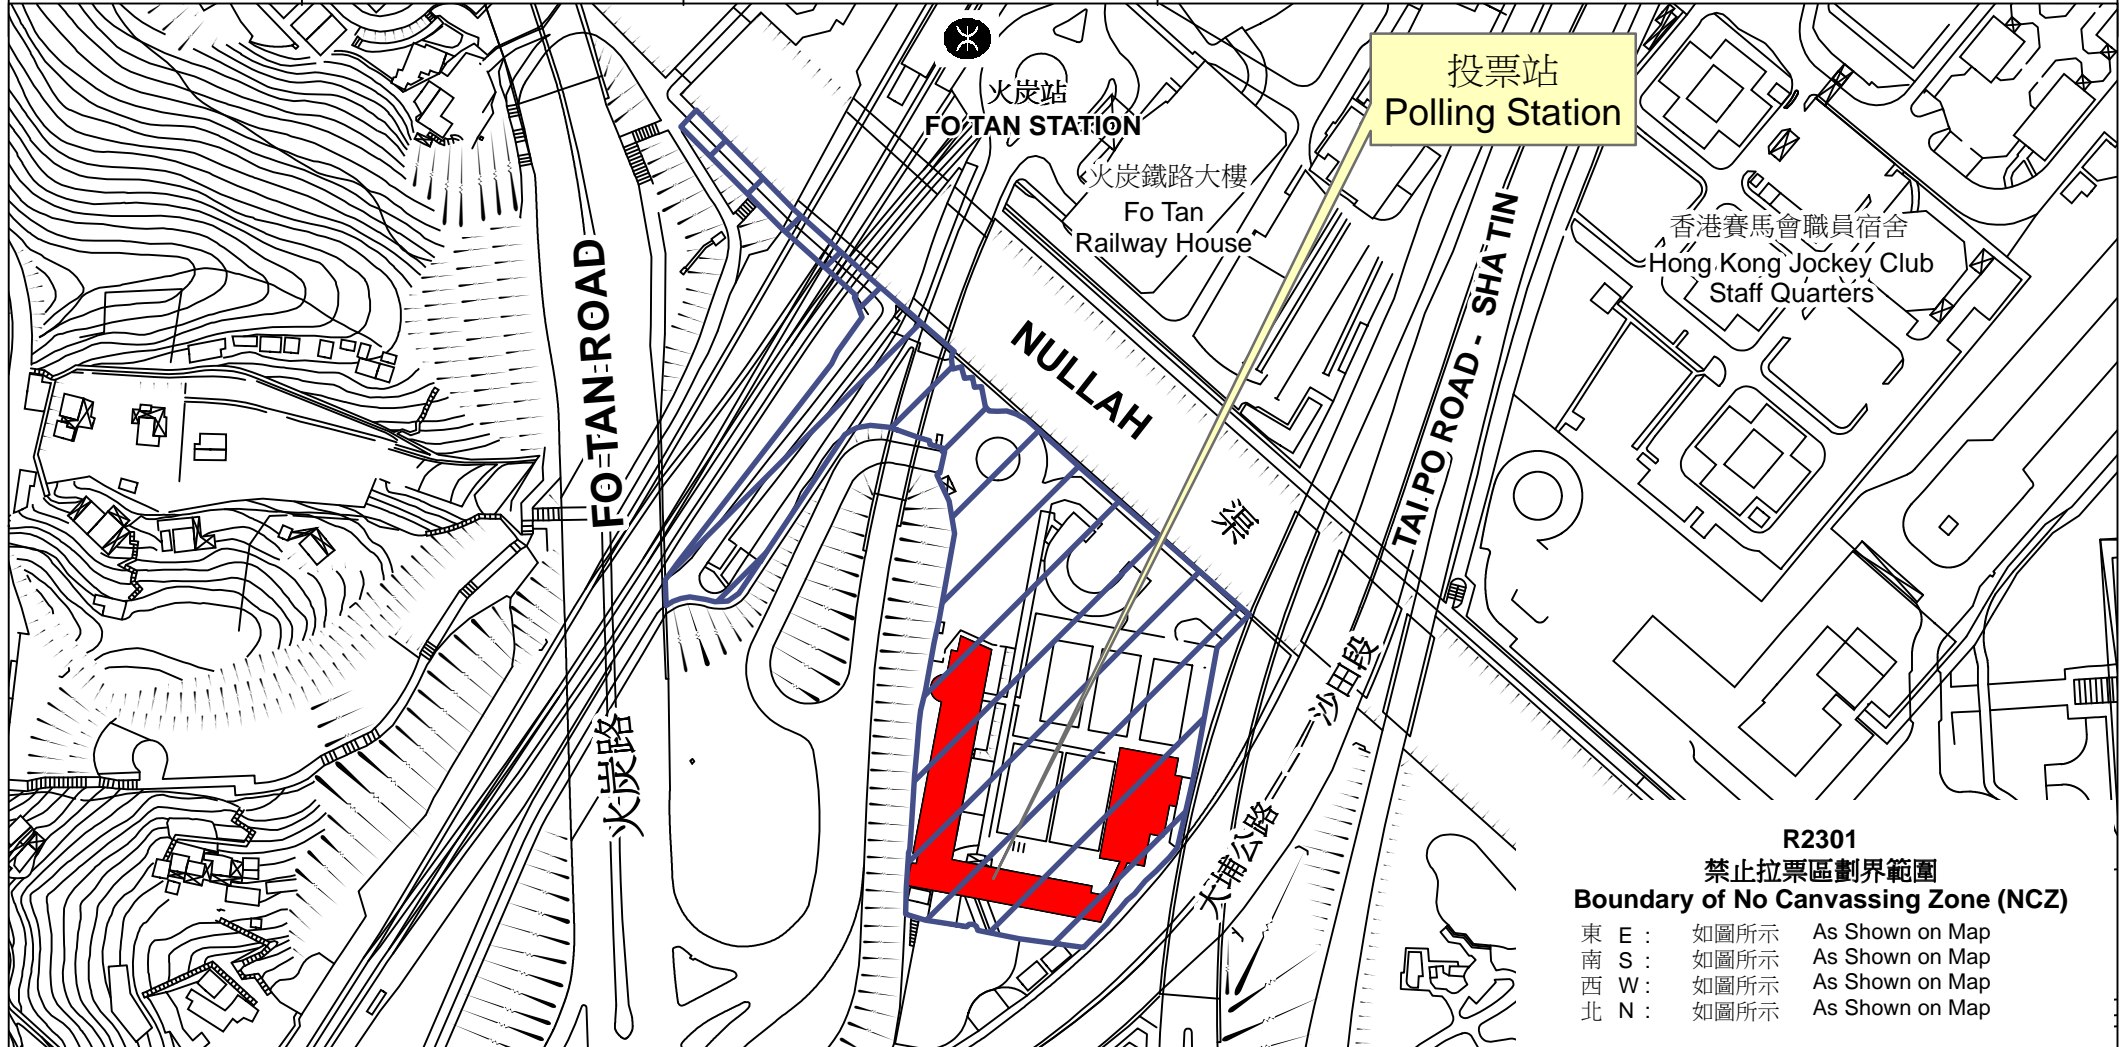 投票站
Polling Station
火炭站
FO TAN STATION
火炭鐵路大樓
Fo Tan
Railway House
香港賽馬會職員宿舍
Hong Kong Jockey Club
Staff Quarters
FO TAN ROAD
火炭路
NULLAH
渠
TAI PO ROAD - SHA TIN
大埔公路 — 沙田段
R2301
禁止拉票區劃界範圍
Boundary of No Canvassing Zone (NCZ)
東 E : 如圖所示 As Shown on Map
南 S : 如圖所示 As Shown on Map
西 W : 如圖所示 As Shown on Map
北 N : 如圖所示 As Shown on Map